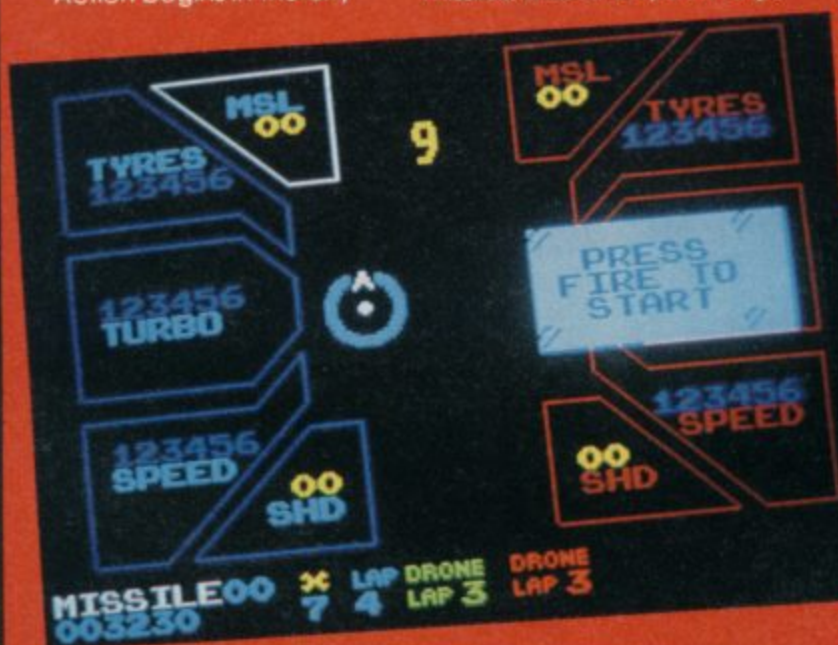 MSL
00
TYRES
123456
9
MSL
00
TYRES
123456
123456
TURBO
PRESS
FIRE TO
START
123456
SPEED
00
SHD
123456
SPEED
00
SHD
MISSILE00
003230
7
LAP
4
DRONE
LAP 3
DRONE
LAP 3